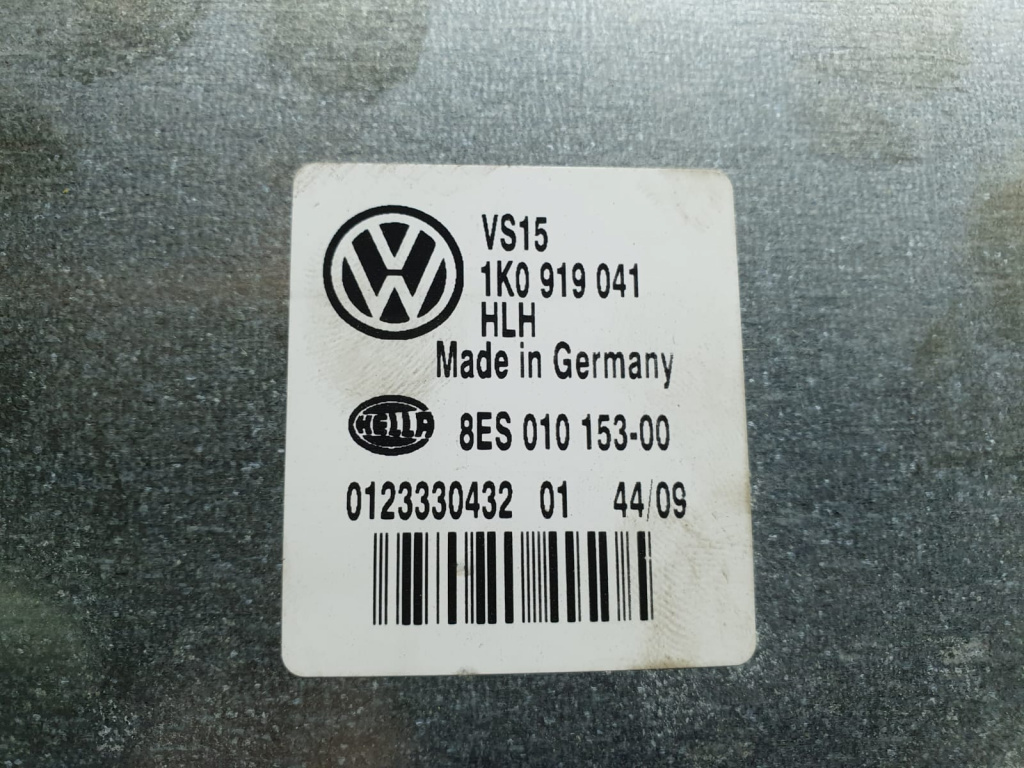 VS15
1K0 919 041
HLH
Made in Germany
HELLA 8ES 010 153-00
0123330432 01 44/09